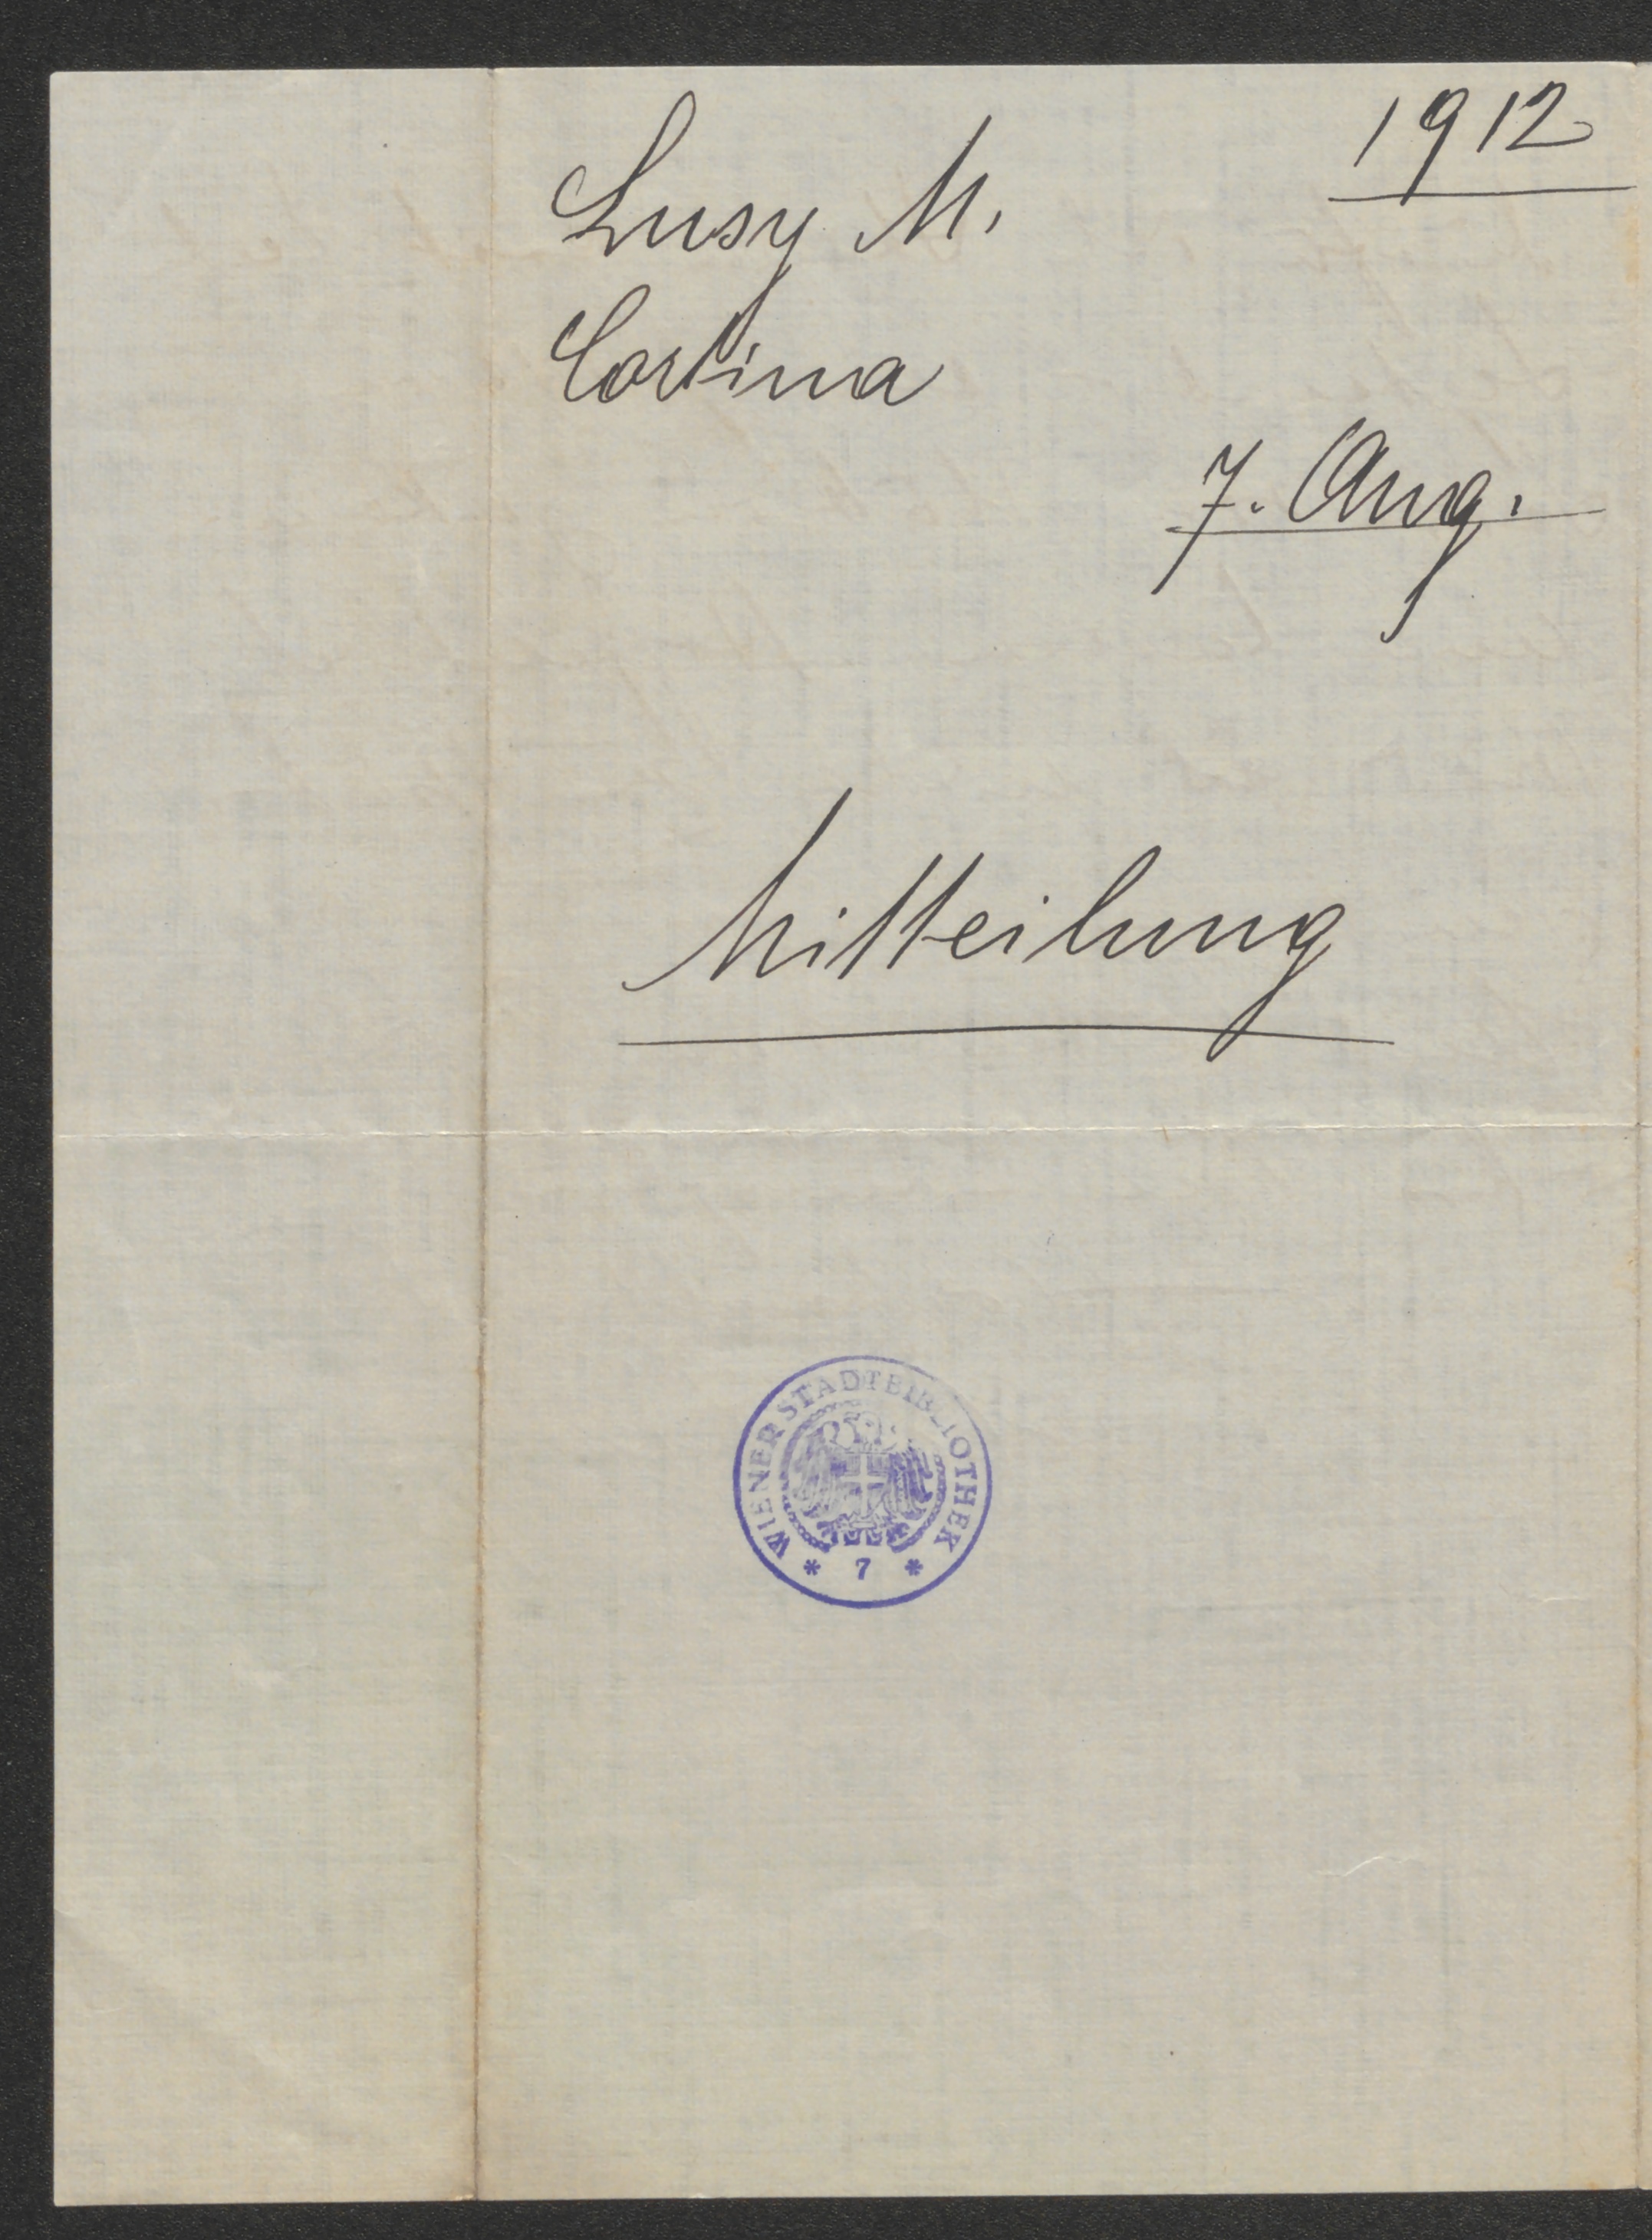 1912
Lusy M.
Cortina
7. Aug.
Mitteilung
WIENER STADTBIBLIOTHEK
* 7 *